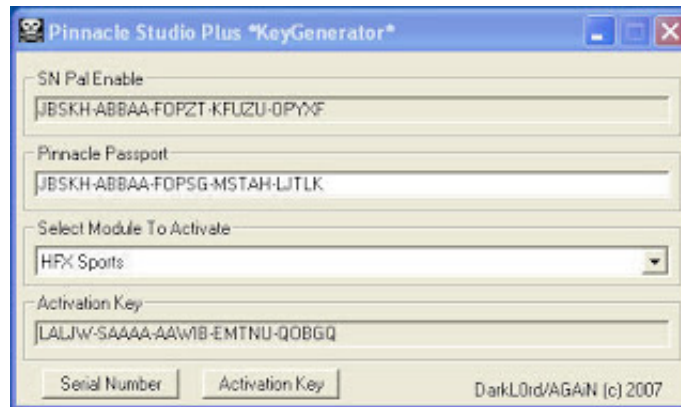 Pinnacle Studio Plus *KeyGenerator*
SN Pal Enable
JBSKH-ABBAA-FOPZT-KFUZU-OPYXF
Pinnacle Passport
JBSKH-ABBAA-FOPSG-MSTAH-LJTLK
Select Module To Activate
HFX Sports
Activation Key
LALJW-SAAAA-AAWIB-EMTNU-QOBGQ
Serial Number
Activation Key
DarkL0rd/AGAiN (c) 2007